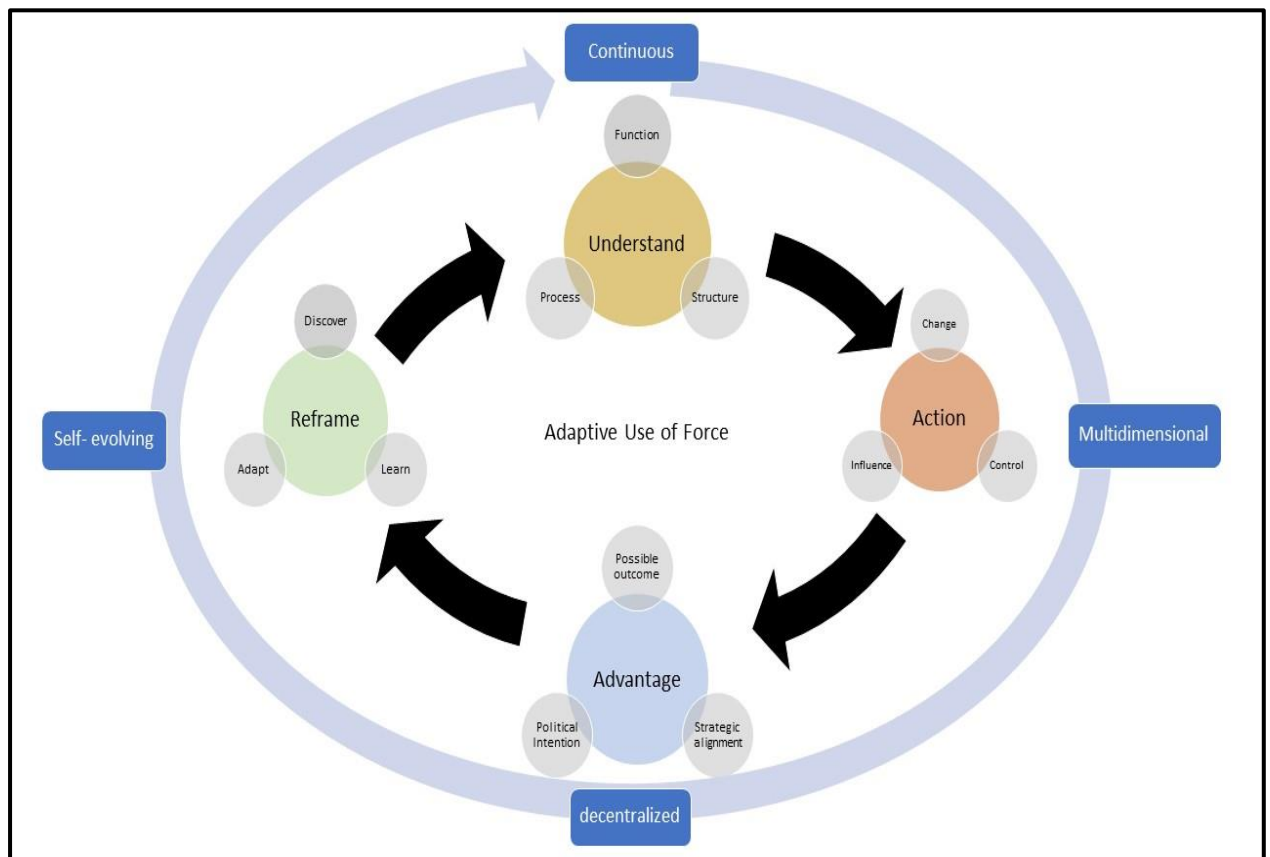 Continuous
Function
Understand
Process
Structure
Discover
Reframe
Adapt
Learn
Change
Action
Influence
Control
Adaptive Use of Force
Self- evolving
Multidimensional
Possible
outcome
Advantage
Political
Intention
Strategic
alignment
decentralized